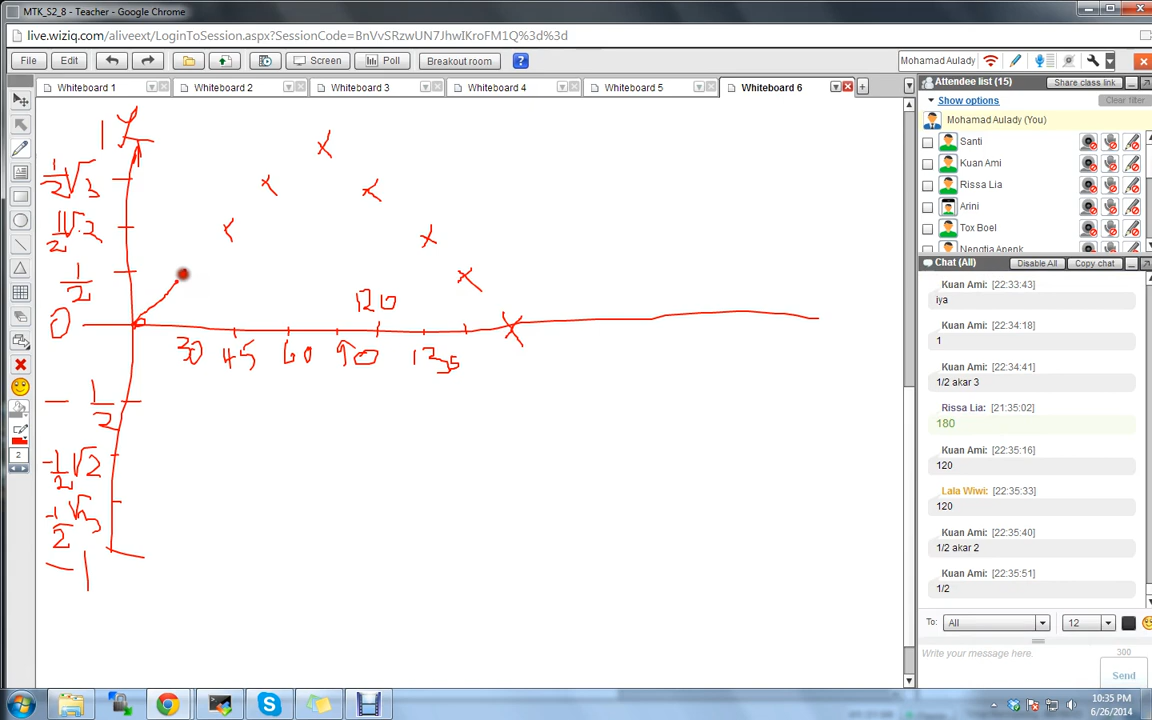 MTK_S2_8 - Teacher - Google Chrome
live.wiziq.com/aliveext/LoginToSession.aspx?SessionCode=BnVvSRzwUN7JhwIKroFM1Q%3d%3d
File Edit Screen Poll Breakout room ? Mohamad Aulady
Whiteboard 1 Whiteboard 2 Whiteboard 3 Whiteboard 4 Whiteboard 5 Whiteboard 6
Attendee list (15) Share class link
Show options Clear filter
Mohamad Aulady (You)
Santi
Kuan Ami
Rissa Lia
Arini
Tox Boel
Nengtia Apenk
Chat (All) Disable All Copy chat
Kuan Ami: [22:33:43]
iya
Kuan Ami: [22:34:18]
1
Kuan Ami: [22:34:41]
1/2 akar 3
Rissa Lia: [21:35:02]
180
Kuan Ami: [22:35:16]
120
Lala Wiwi: [22:35:33]
120
Kuan Ami: [22:35:40]
1/2 akar 2
Kuan Ami: [22:35:51]
1/2
To: All 12
Write your message here... 300
Send
1 y
1/2 √3
1/2 √2
1/2
0
120
30 45 60 90 135
- 1/2
-1/2 √2
-1/2 √3
-1
2
10:35 PM
6/26/2014